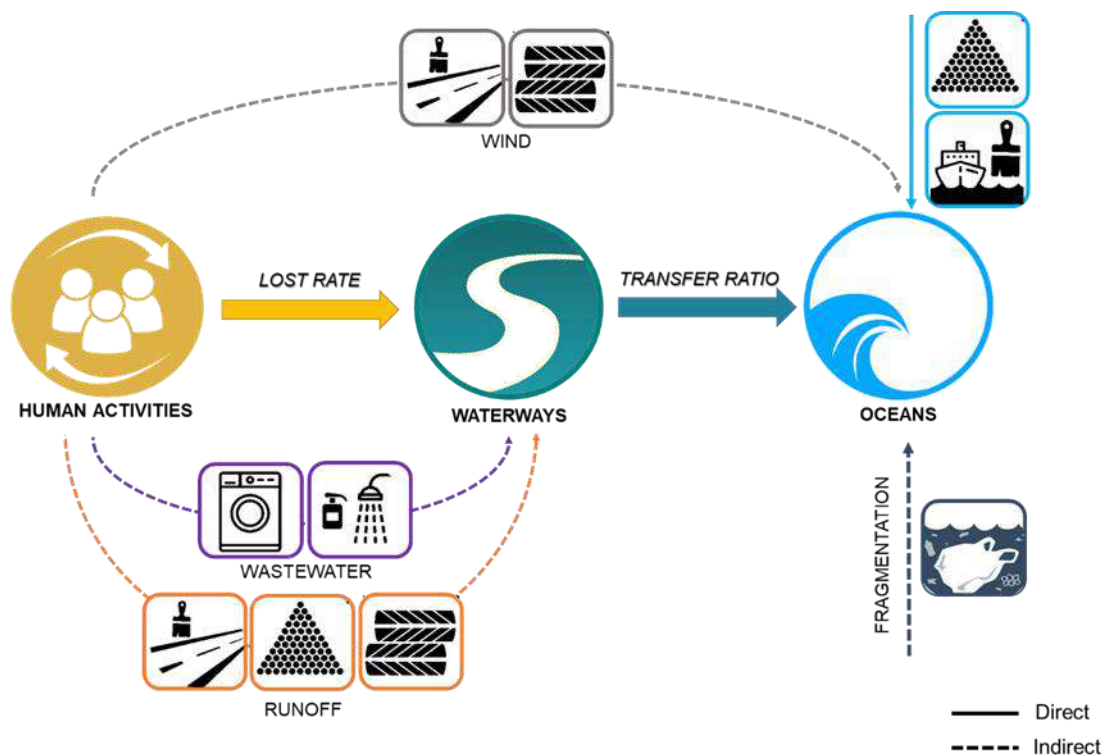 WIND
LOST RATE
TRANSFER RATIO
HUMAN ACTIVITIES
WATERWAYS
OCEANS
WASTEWATER
FRAGMENTATION
RUNOFF
Direct
Indirect